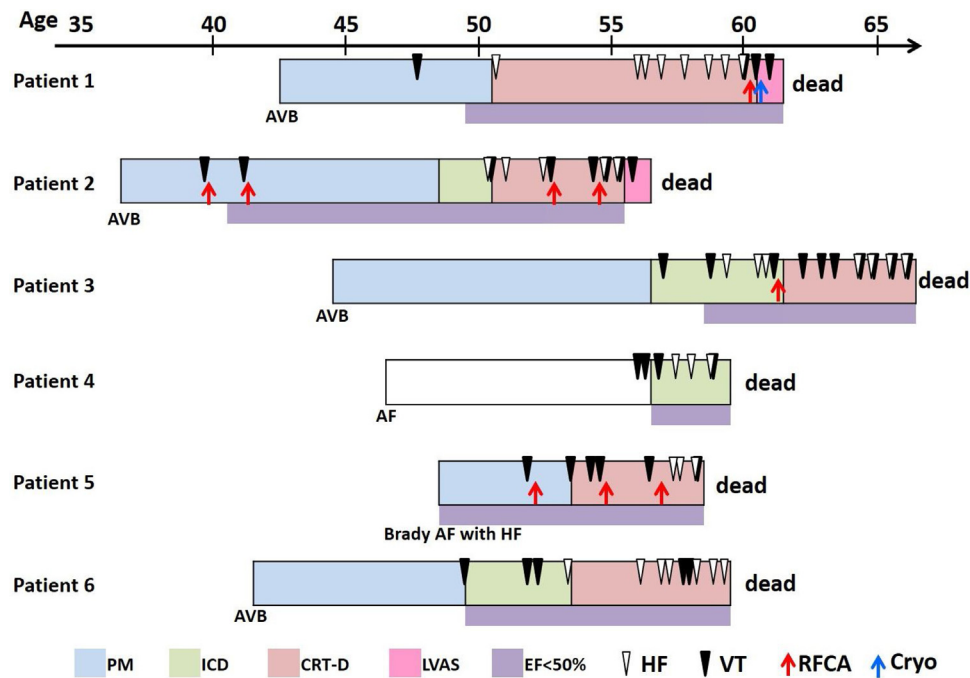 Age 35 40 45 50 55 60 65
Patient 1 dead
AVB
Patient 2 dead
AVB
Patient 3 dead
AVB
Patient 4 dead
AF
Patient 5 dead
Brady AF with HF
Patient 6 dead
AVB
PM ICD CRT-D LVAS EF<50% HF VT RFCA Cryo